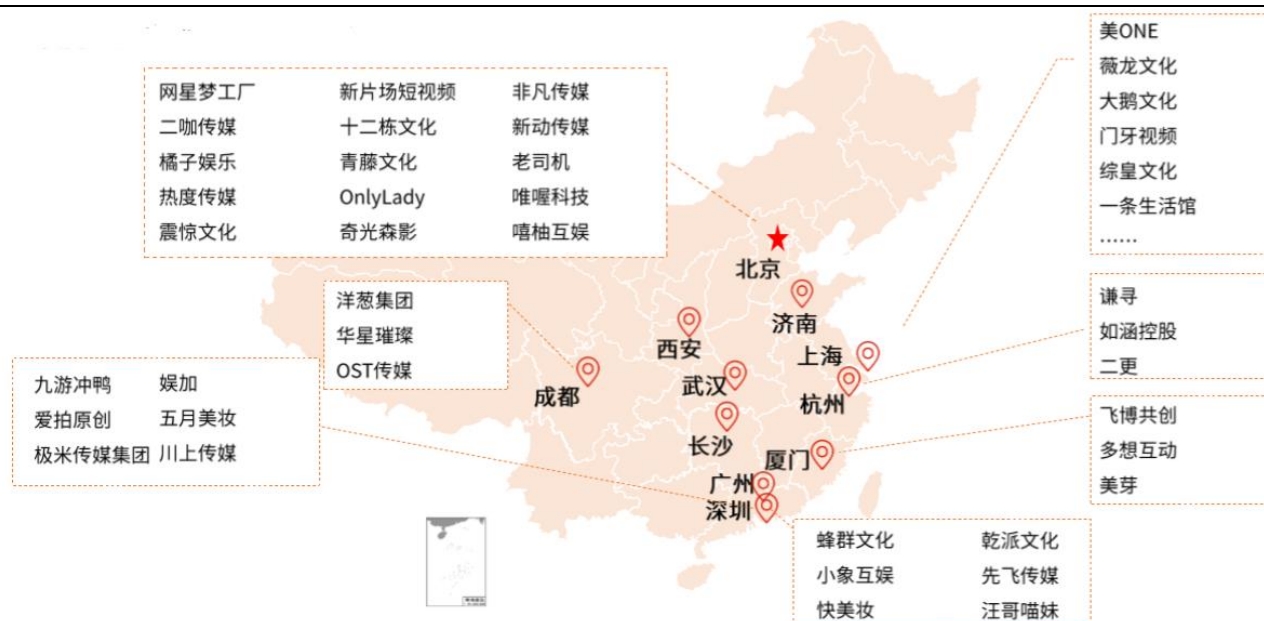 网星梦工厂 新片场短视频 非凡传媒
二咖传媒 十二栋文化 新动传媒
橘子娱乐 青藤文化 老司机
热度传媒 OnlyLady 唯喔科技
震惊文化 奇光森影 嘻柚互娱
美ONE
薇龙文化
大鹅文化
门牙视频
综皇文化
一条生活馆
……
北京
济南
西安
上海
成都
武汉
杭州
长沙
厦门
广州
深圳
洋葱集团
华星璀璨
OST传媒
谦寻
如涵控股
二更
九游冲鸭 娱加
爱拍原创 五月美妆
极米传媒集团 川上传媒
飞博共创
多想互动
美芽
蜂群文化 乾派文化
小象互娱 先飞传媒
快美妆 汪哥喵妹